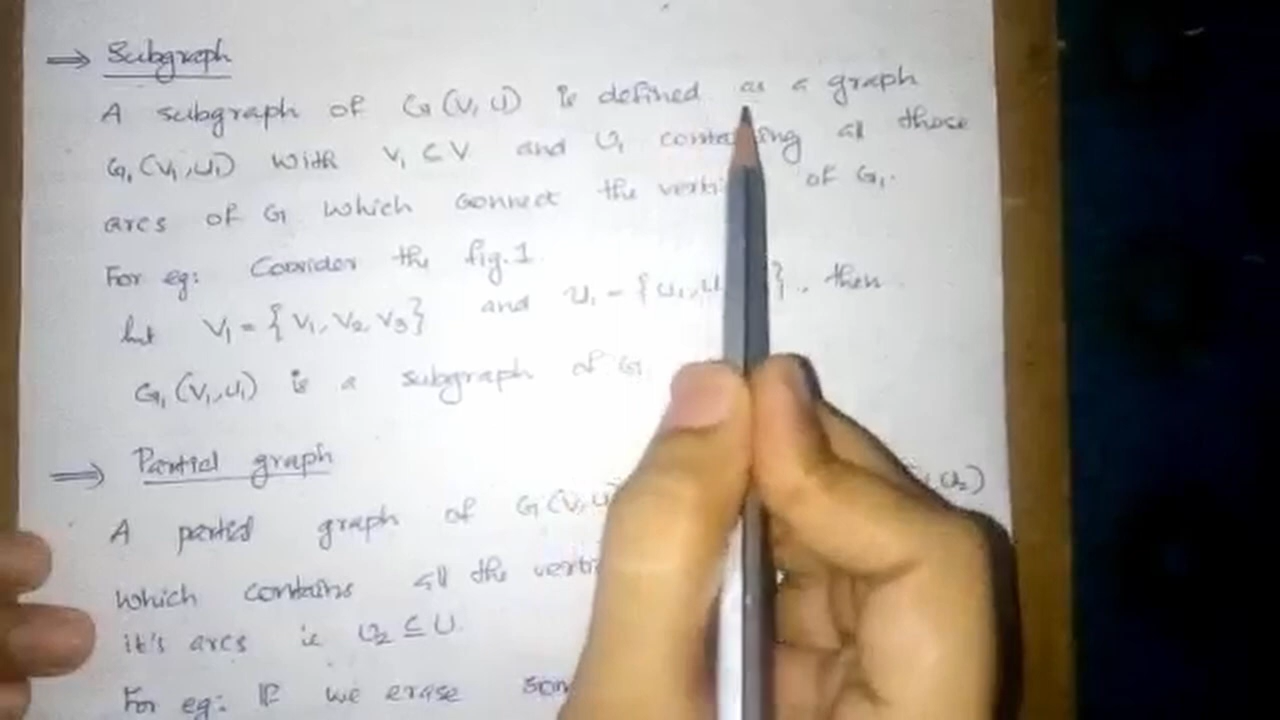 ⇒ Subgraph
A subgraph of G(V, U) is defined as a graph
G₁(V₁, U₁) with V₁ ⊂ V and U₁ containing all those
arcs of G which connect the of G₁.
For eg: Consider the fig.1
let V₁ = {V₁, V₂, V₃} and U₁ = {u₁, }, then
G₁(V₁, U₁) is a subgraph of G
⇒ Partial graph
A partial graph of G(V, U U₂)
which contains all the
it's arcs ie U₂ ⊆ U.
For eg: If we erase